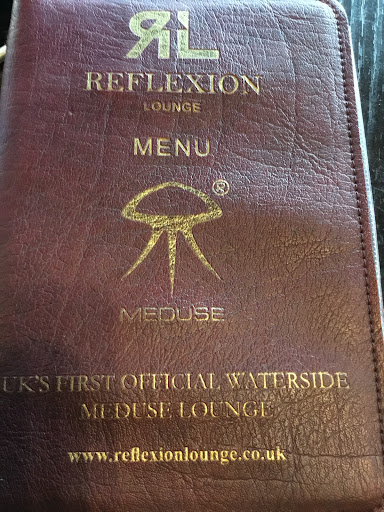 RL
REFLEXION
LOUNGE
MENU
®
MEDUSE
UK'S FIRST OFFICIAL WATERSIDE
MEDUSE LOUNGE
www.reflexionlounge.co.uk